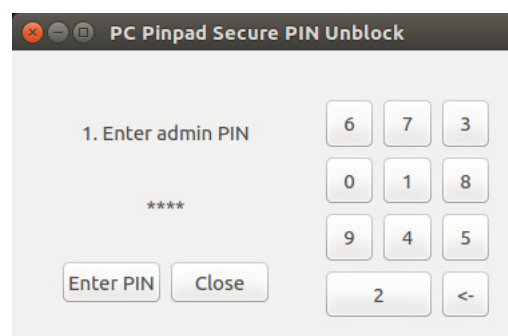 PC Pinpad Secure PIN Unblock
1. Enter admin PIN
****
Enter PIN Close
6 7 3
0 1 8
9 4 5
2 <-